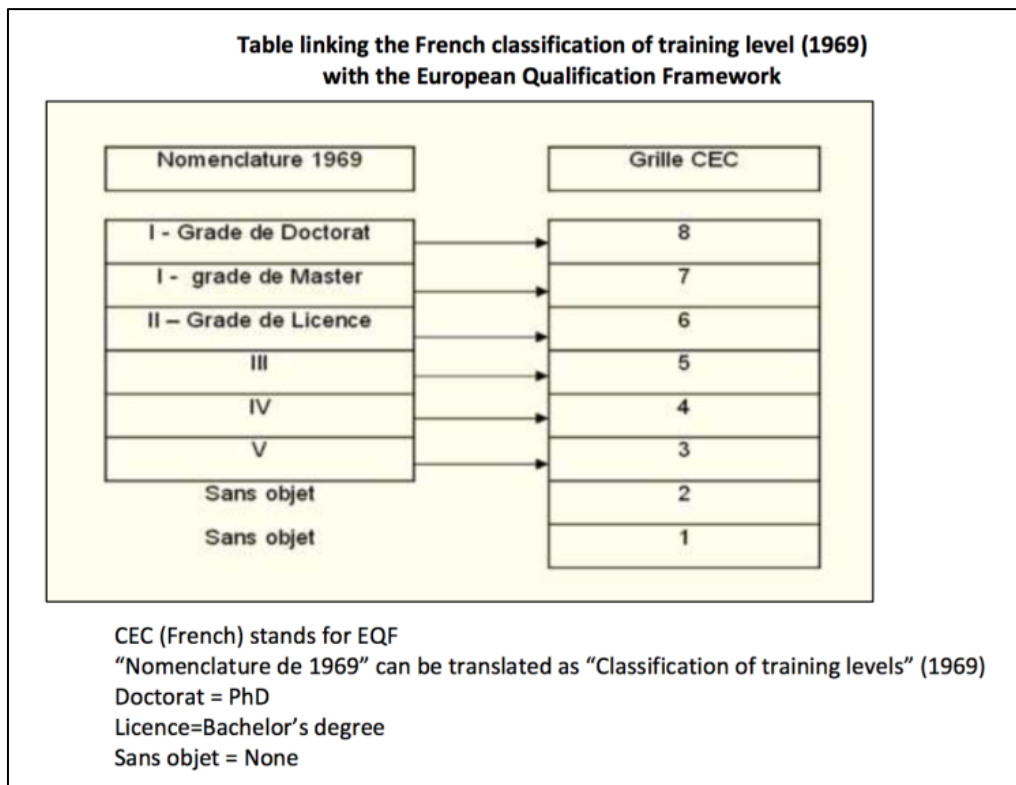 Table linking the French classification of training level (1969)
with the European Qualification Framework
Nomenclature 1969 Grille CEC
I - Grade de Doctorat 8
I - grade de Master 7
II – Grade de Licence 6
III 5
IV 4
V 3
Sans objet 2
Sans objet 1
CEC (French) stands for EQF
“Nomenclature de 1969” can be translated as “Classification of training levels” (1969)
Doctorat = PhD
Licence=Bachelor’s degree
Sans objet = None